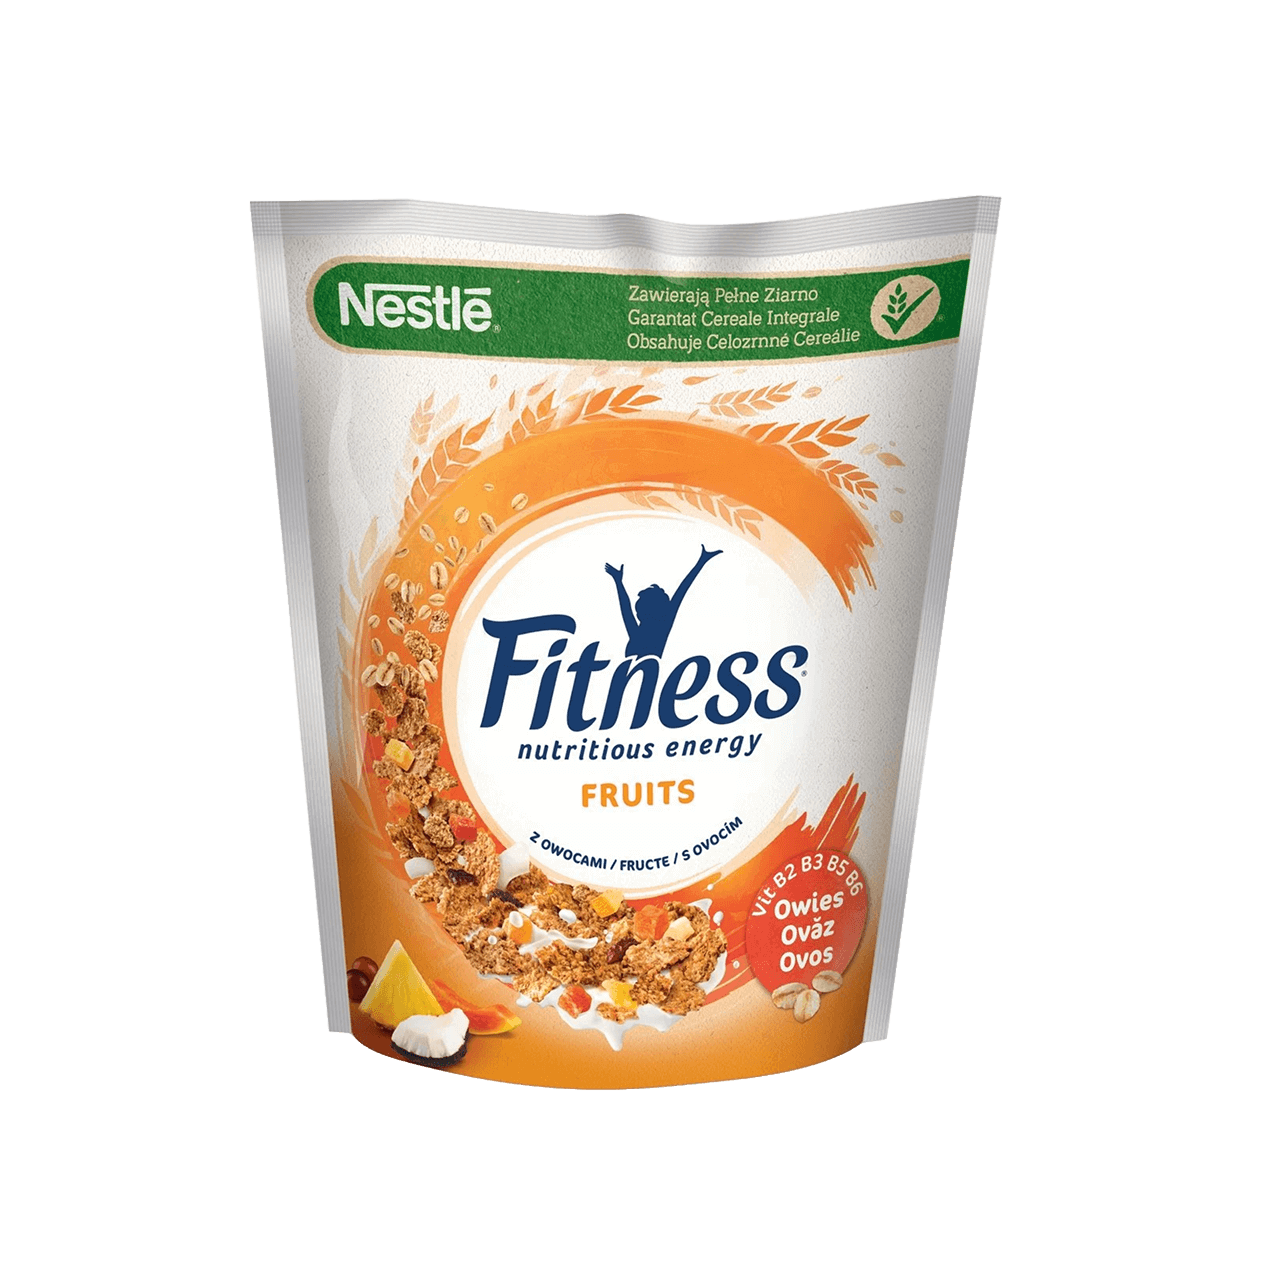 Nestlé®
Zawierają Pełne Ziarno
Garantat Cereale Integrale
Obsahuje Celozrnné Cereálie
Fitness®
nutritious energy
FRUITS
Z OWOCAMI / FRUCTE / S OVOCÍM
Vit B2 B3 B5 B6
Owies
Ovăz
Ovos